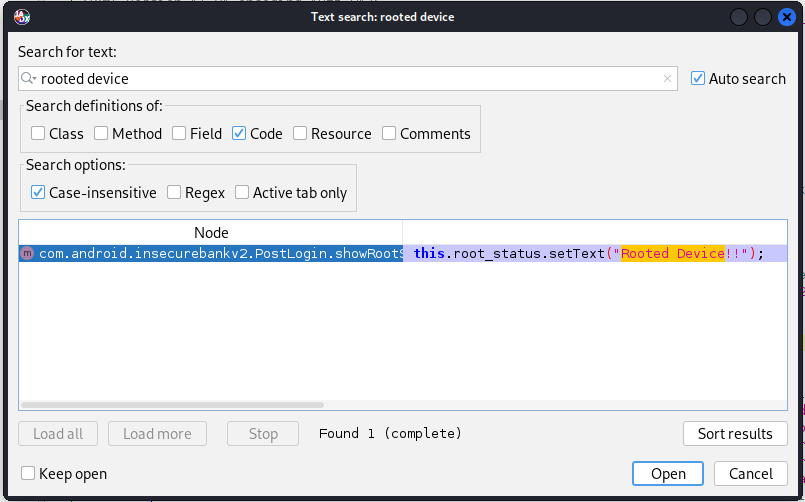 Text search: rooted device
Search for text:
rooted device
Auto search
Search definitions of:
Class Method Field Code Resource Comments
Search options:
Case-insensitive Regex Active tab only
Node
com.android.insecurebankv2.PostLogin.showRootS this.root_status.setText("Rooted Device!!");
Load all Load more Stop Found 1 (complete) Sort results
Keep open Open Cancel